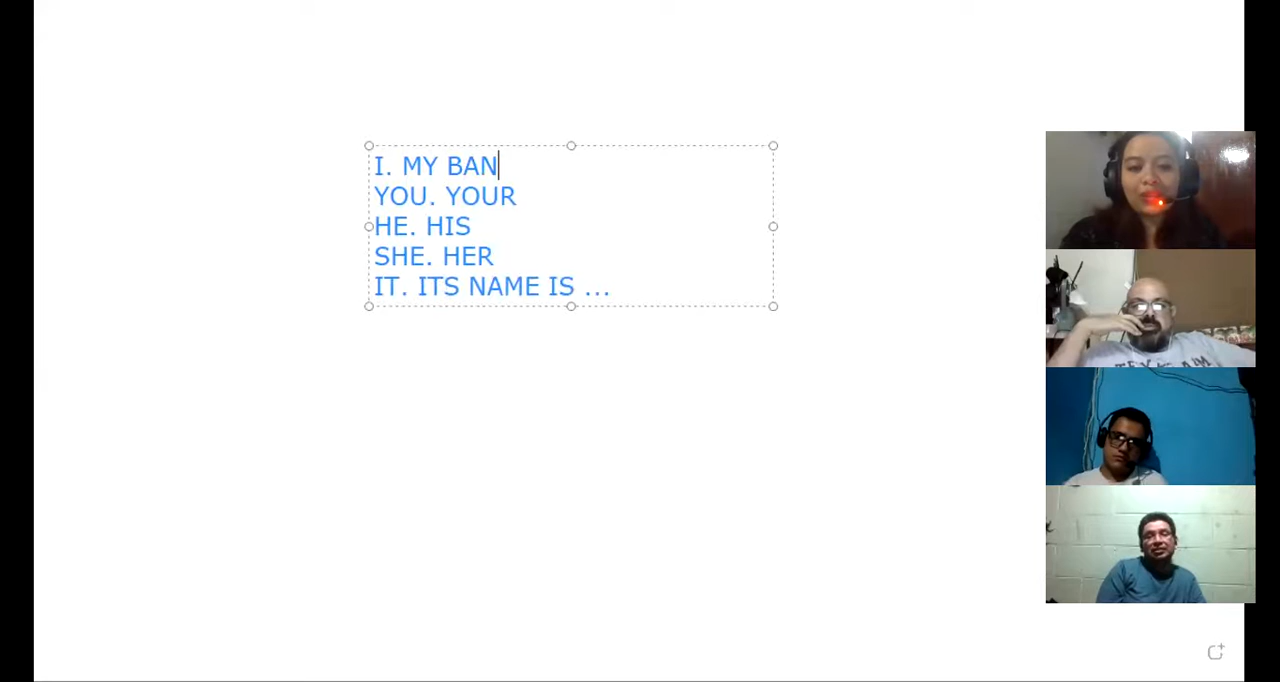 I. MY BAN
YOU. YOUR
HE. HIS
SHE. HER
IT. ITS NAME IS ...